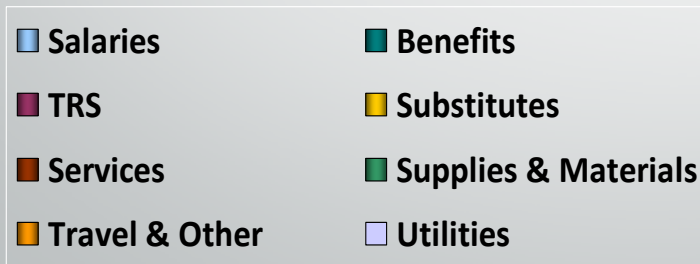 Salaries
Benefits
TRS
Substitutes
Services
Supplies & Materials
Travel & Other
Utilities